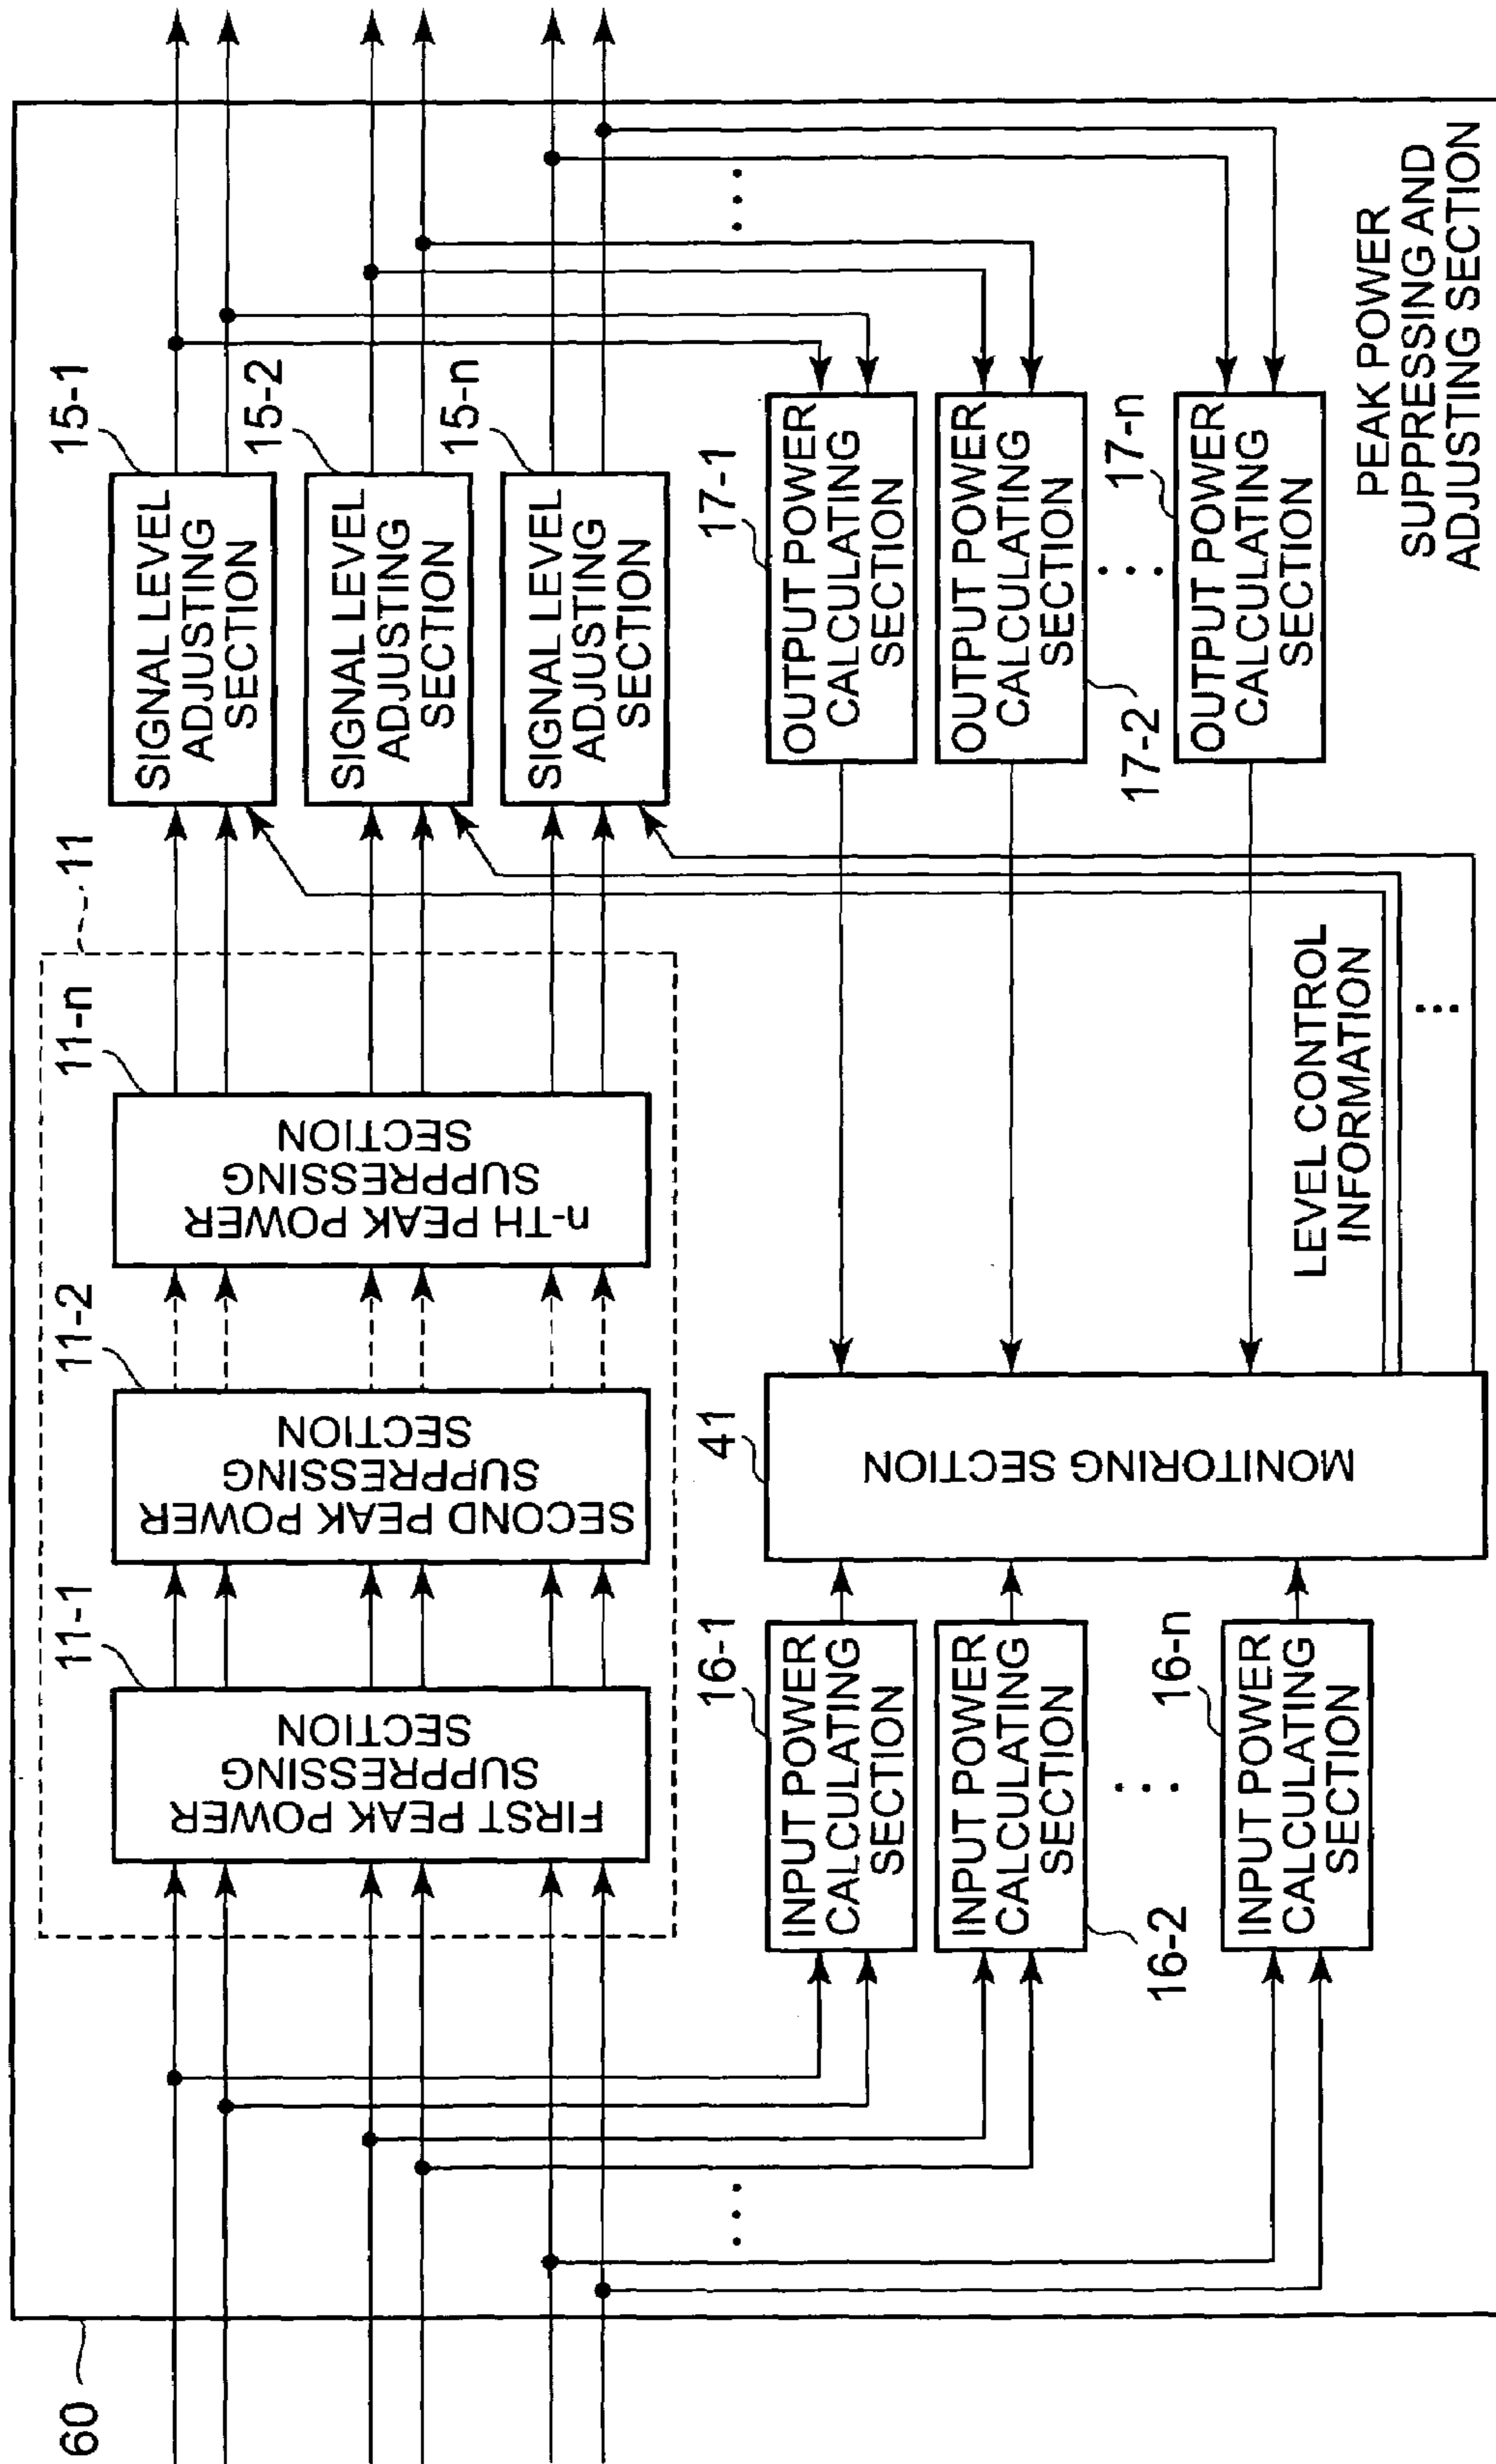 60
11
11-1
FIRST PEAK POWER
SUPPRESSING
SECTION
11-2
SECOND PEAK POWER
SUPPRESSING
SECTION
11-n
n-TH PEAK POWER
SUPPRESSING
SECTION
15-1
SIGNAL LEVEL
ADJUSTING
SECTION
15-2
SIGNAL LEVEL
ADJUSTING
SECTION
15-n
SIGNAL LEVEL
ADJUSTING
SECTION
16-1
INPUT POWER
CALCULATING
SECTION
16-2
INPUT POWER
CALCULATING
SECTION
16-n
INPUT POWER
CALCULATING
SECTION
41
MONITORING SECTION
17-1
OUTPUT POWER
CALCULATING
SECTION
17-2
OUTPUT POWER
CALCULATING
SECTION
17-n
OUTPUT POWER
CALCULATING
SECTION
LEVEL CONTROL
INFORMATION
PEAK POWER
SUPPRESSING AND
ADJUSTING SECTION